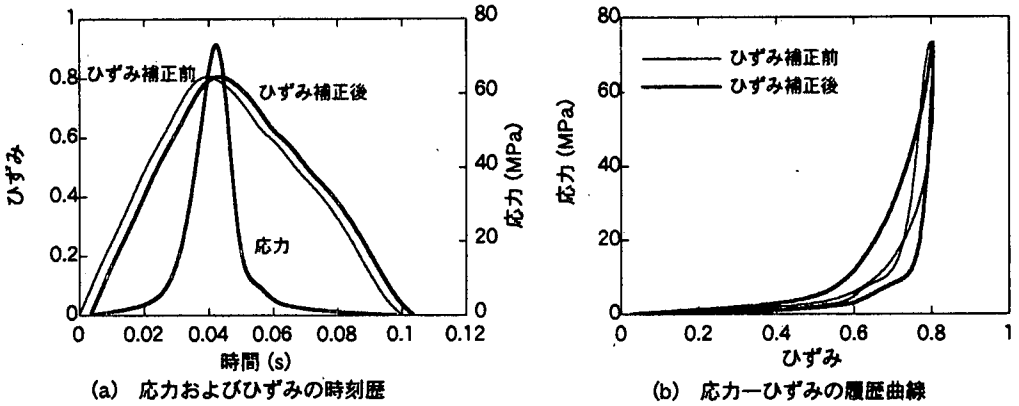 1
0.8
0.6
0.4
0.2
0
ひずみ
80
60
40
20
0
応力 (MPa)
ひずみ補正前
ひずみ補正後
応力
0 0.02 0.04 0.06 0.08 0.1 0.12
時間 (s)
(a) 応力およびひずみの時刻歴
80
60
40
20
0
応力 (MPa)
ひずみ補正前
ひずみ補正後
0 0.2 0.4 0.6 0.8 1
ひずみ
(b) 応力ーひずみの履歴曲線